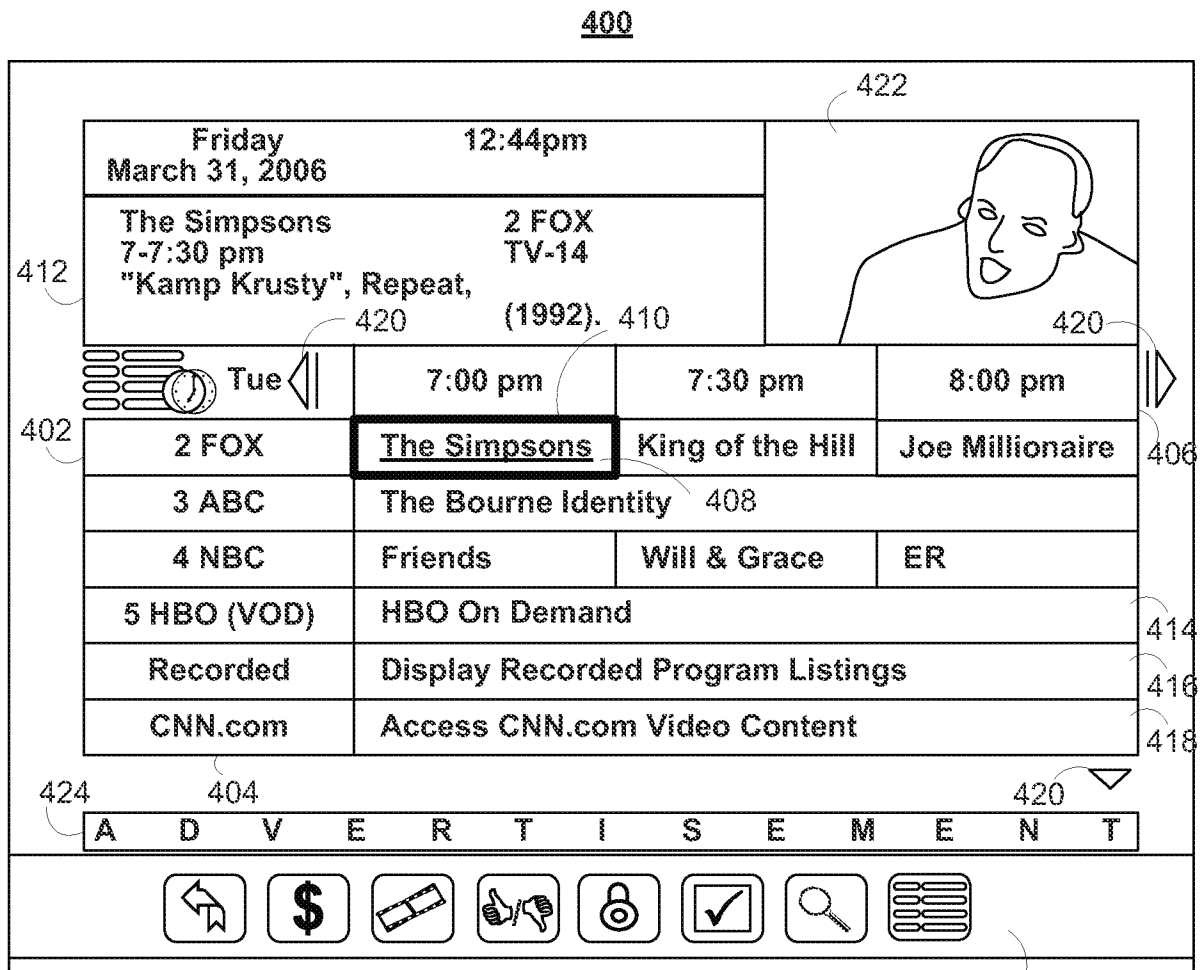 400
422
Friday 12:44pm
March 31, 2006
The Simpsons 2 FOX
7-7:30 pm TV-14
"Kamp Krusty", Repeat,
(1992).
412
420
410
420
Tue 7:00 pm 7:30 pm 8:00 pm
402
2 FOX The Simpsons King of the Hill Joe Millionaire
406
3 ABC The Bourne Identity 408
4 NBC Friends Will & Grace ER
5 HBO (VOD) HBO On Demand
414
Recorded Display Recorded Program Listings
416
CNN.com Access CNN.com Video Content
418
424 404 420
A D V E R T I S E M E N T
$